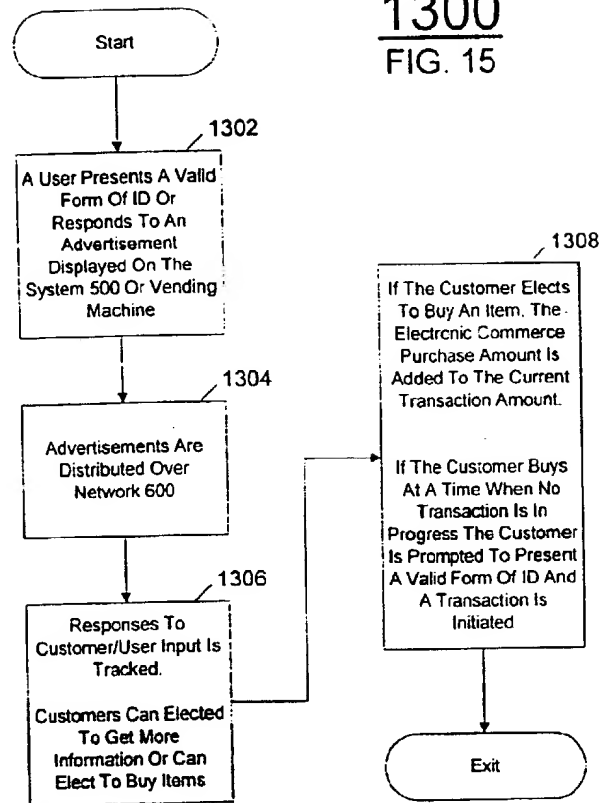 1300
FIG. 15
Start
1302
A User Presents A Valid
Form Of ID Or
Responds To An
Advertisement
Displayed On The
System 500 Or Vending
Machine
1304
Advertisements Are
Distributed Over
Network 600
1306
Responses To
Customer/User Input Is
Tracked.
Customers Can Elected
To Get More
Information Or Can
Elect To Buy Items
1308
If The Customer Elects
To Buy An Item. The
Electronic Commerce
Purchase Amount Is
Added To The Current
Transaction Amount.
If The Customer Buys
At A Time When No
Transaction Is In
Progress The Customer
Is Prompted To Present
A Valid Form Of ID And
A Transaction Is
Initiated
Exit